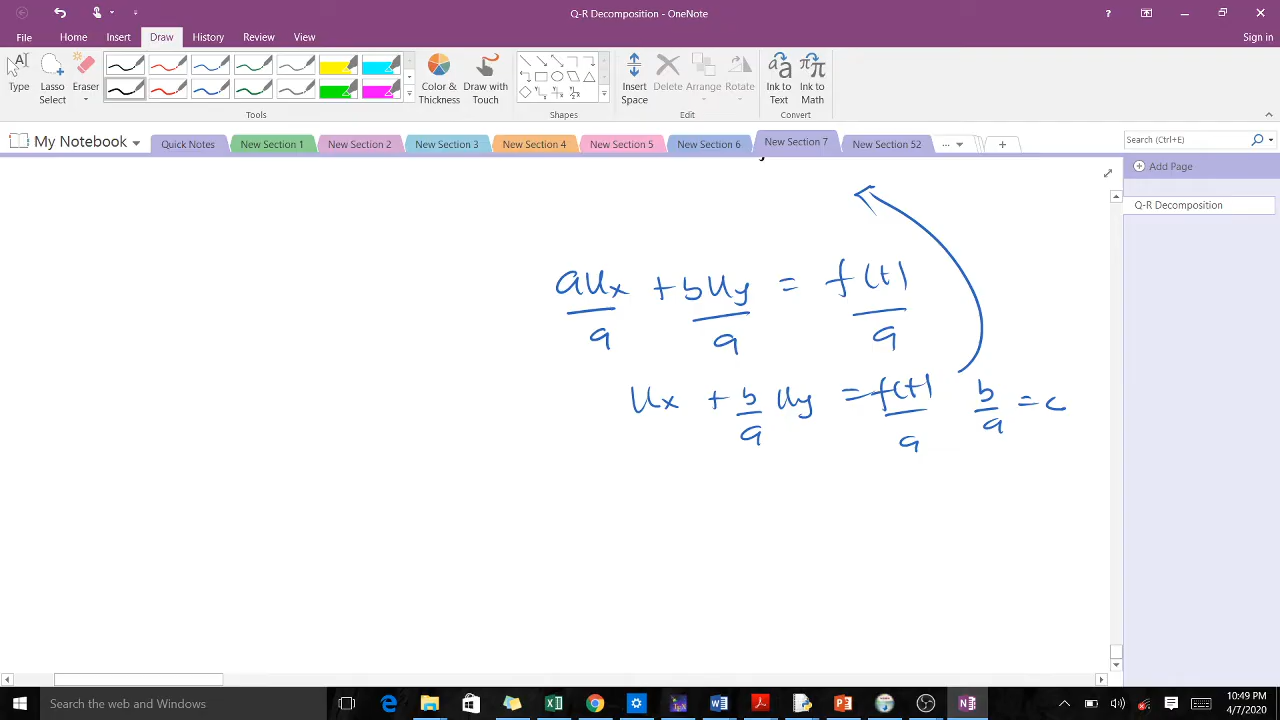 Q-R Decomposition - OneNote
File Home Insert Draw History Review View Sign in
Type Lasso Select Eraser Color & Thickness Draw with Touch Insert Space Delete Arrange Rotate Ink to Text Ink to Math
Tools Shapes Edit Convert
My Notebook Quick Notes New Section 1 New Section 2 New Section 3 New Section 4 New Section 5 New Section 6 New Section 7 New Section 52 ... + Search (Ctrl+E)
Add Page
Q-R Decomposition
aUx/a + bUy/a = f(t)/a
Ux + b/a Uy = f(t)/a b/a = c
Search the web and Windows
10:49 PM
4/7/2020